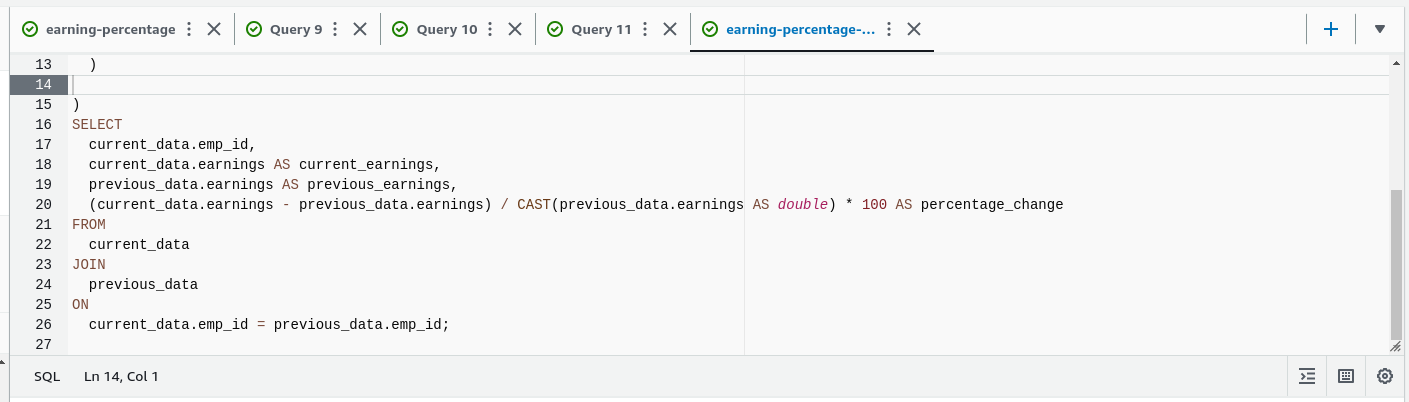 earning-percentage Query 9 Query 10 Query 11 earning-percentage-...
13   )
14
15 )
16 SELECT
17   current_data.emp_id,
18   current_data.earnings AS current_earnings,
19   previous_data.earnings AS previous_earnings,
20   (current_data.earnings - previous_data.earnings) / CAST(previous_data.earnings AS double) * 100 AS percentage_change
21 FROM
22   current_data
23 JOIN
24   previous_data
25 ON
26   current_data.emp_id = previous_data.emp_id;
27
SQL Ln 14, Col 1